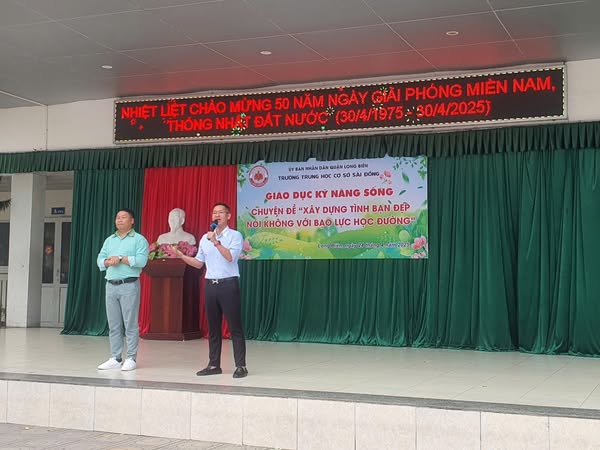 NHIỆT LIỆT CHÀO MỪNG 50 NĂM NGÀY GIẢI PHÓNG MIỀN NAM,
THỐNG NHẤT ĐẤT NƯỚC (30/4/1975 - 30/4/2025)
ỦY BAN NHÂN DÂN QUẬN LONG BIÊN
TRƯỜNG TRUNG HỌC CƠ SỞ SÀI ĐỒNG
GIÁO DỤC KỸ NĂNG SỐNG
CHUYÊN ĐỀ "XÂY DỰNG TÌNH BẠN ĐẸP
NÓI KHÔNG VỚI BẠO LỰC HỌC ĐƯỜNG"